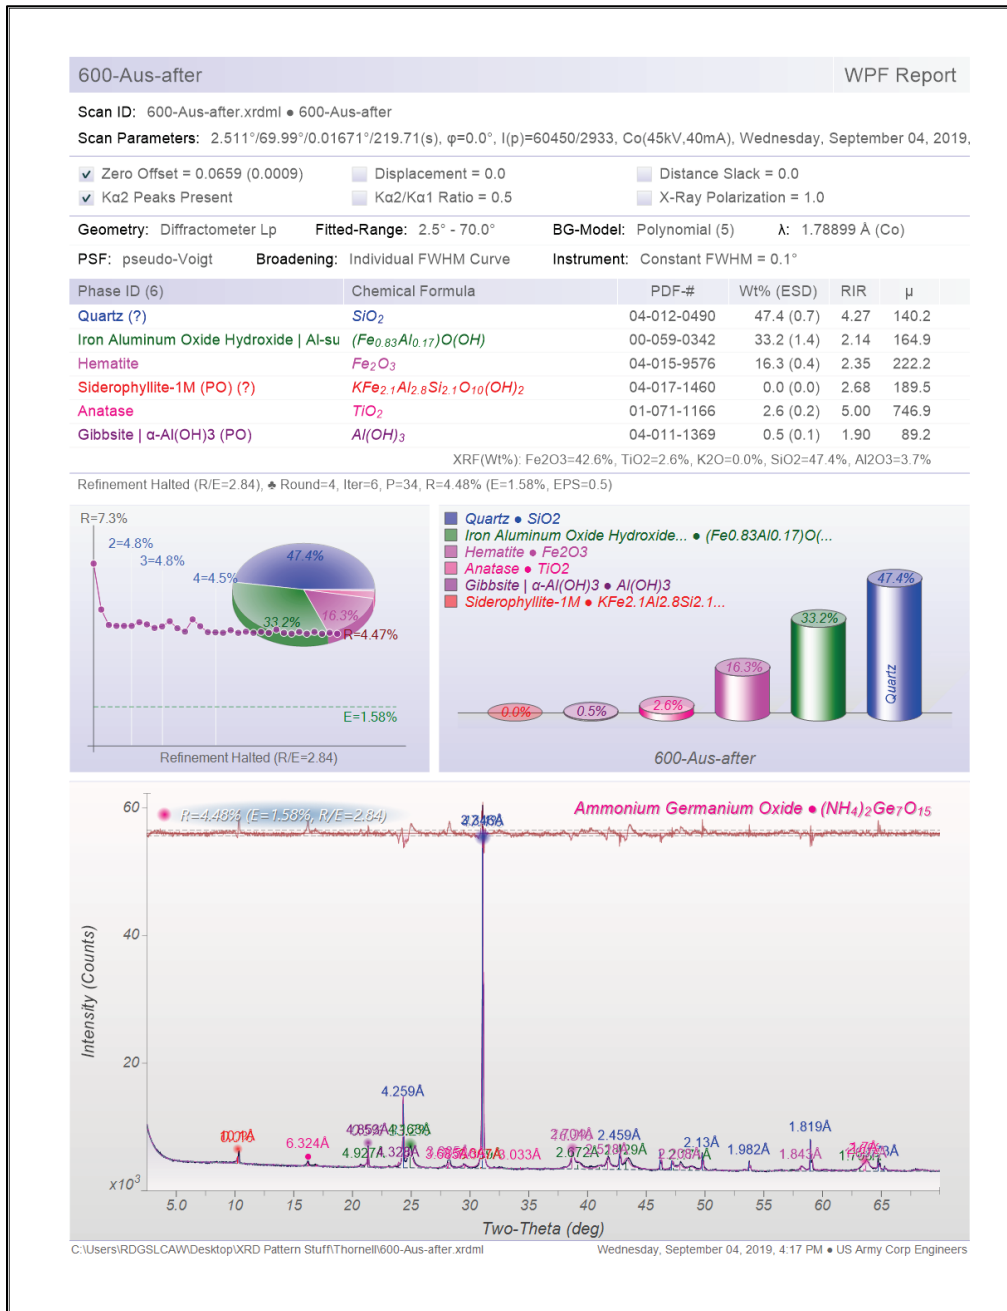 600-Aus-after WPF Report
Scan ID: 600-Aus-after.xrdml ● 600-Aus-after
Scan Parameters: 2.511°/69.99°/0.01671°/219.71(s), φ=0.0°, I(p)=60450/2933, Co(45kV,40mA), Wednesday, September 04, 2019,
Zero Offset = 0.0659 (0.0009) Displacement = 0.0 Distance Slack = 0.0
Kα2 Peaks Present Kα2/Kα1 Ratio = 0.5 X-Ray Polarization = 1.0
Geometry: Diffractometer Lp Fitted-Range: 2.5° - 70.0° BG-Model: Polynomial (5) λ: 1.78899 Å (Co)
PSF: pseudo-Voigt Broadening: Individual FWHM Curve Instrument: Constant FWHM = 0.1°
Phase ID (6) Chemical Formula PDF-# Wt% (ESD) RIR μ
Quartz (?) SiO2 04-012-0490 47.4 (0.7) 4.27 140.2
Iron Aluminum Oxide Hydroxide | Al-su (Fe0.83Al0.17)O(OH) 00-059-0342 33.2 (1.4) 2.14 164.9
Hematite Fe2O3 04-015-9576 16.3 (0.4) 2.35 222.2
Siderophyllite-1M (PO) (?) KFe2.1Al2.8Si2.1O10(OH)2 04-017-1460 0.0 (0.0) 2.68 189.5
Anatase TiO2 01-071-1166 2.6 (0.2) 5.00 746.9
Gibbsite | α-Al(OH)3 (PO) Al(OH)3 04-011-1369 0.5 (0.1) 1.90 89.2
XRF(Wt%): Fe2O3=42.6%, TiO2=2.6%, K2O=0.0%, SiO2=47.4%, Al2O3=3.7%
Refinement Halted (R/E=2.84), ♣ Round=4, Iter=6, P=34, R=4.48% (E=1.58%, EPS=0.5)
R=7.3%
2=4.8%
3=4.8%
4=4.5%
47.4%
33.2%
16.3%
R=4.47%
E=1.58%
Refinement Halted (R/E=2.84)
Quartz ● SiO2
Iron Aluminum Oxide Hydroxide... ● (Fe0.83Al0.17)O(...
Hematite ● Fe2O3
Anatase ● TiO2
Gibbsite | α-Al(OH)3 ● Al(OH)3
Siderophyllite-1M ● KFe2.1Al2.8Si2.1...
0.0%
0.5%
2.6%
16.3%
33.2%
47.4%
Quartz
600-Aus-after
R=4.48% (E=1.58%, R/E=2.84)
Ammonium Germanium Oxide ● (NH4)2Ge7O15
60
40
20
x10³
Intensity (Counts)
6.324Å
4.927Å
4.259Å
3.033Å
2.459Å
2.13Å
1.982Å
1.819Å
1.843Å
5.0 10 15 20 25 30 35 40 45 50 55 60 65
Two-Theta (deg)
C:\Users\RDGSLCAW\Desktop\XRD Pattern Stuff\Thornell\600-Aus-after.xrdml Wednesday, September 04, 2019, 4:17 PM ● US Army Corp Engineers